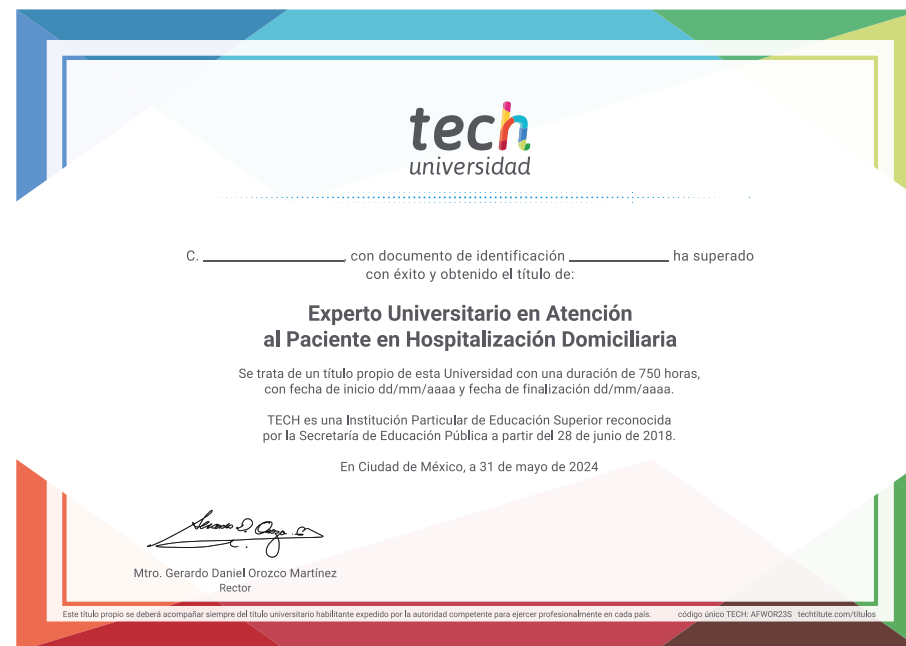 tech
universidad
C. ________________, con documento de identificación ____________ ha superado
con éxito y obtenido el título de:
Experto Universitario en Atención
al Paciente en Hospitalización Domiciliaria
Se trata de un título propio de esta Universidad con una duración de 750 horas,
con fecha de inicio dd/mm/aaaa y fecha de finalización dd/mm/aaaa.
TECH es una Institución Particular de Educación Superior reconocida
por la Secretaría de Educación Pública a partir del 28 de junio de 2018.
En Ciudad de México, a 31 de mayo de 2024
Mtro. Gerardo Daniel Orozco Martínez
Rector
Este título propio se deberá acompañar siempre del título universitario habilitante expedido por la autoridad competente para ejercer profesionalmente en cada país. código único TECH: AFWOR23S techtitute.com/titulos